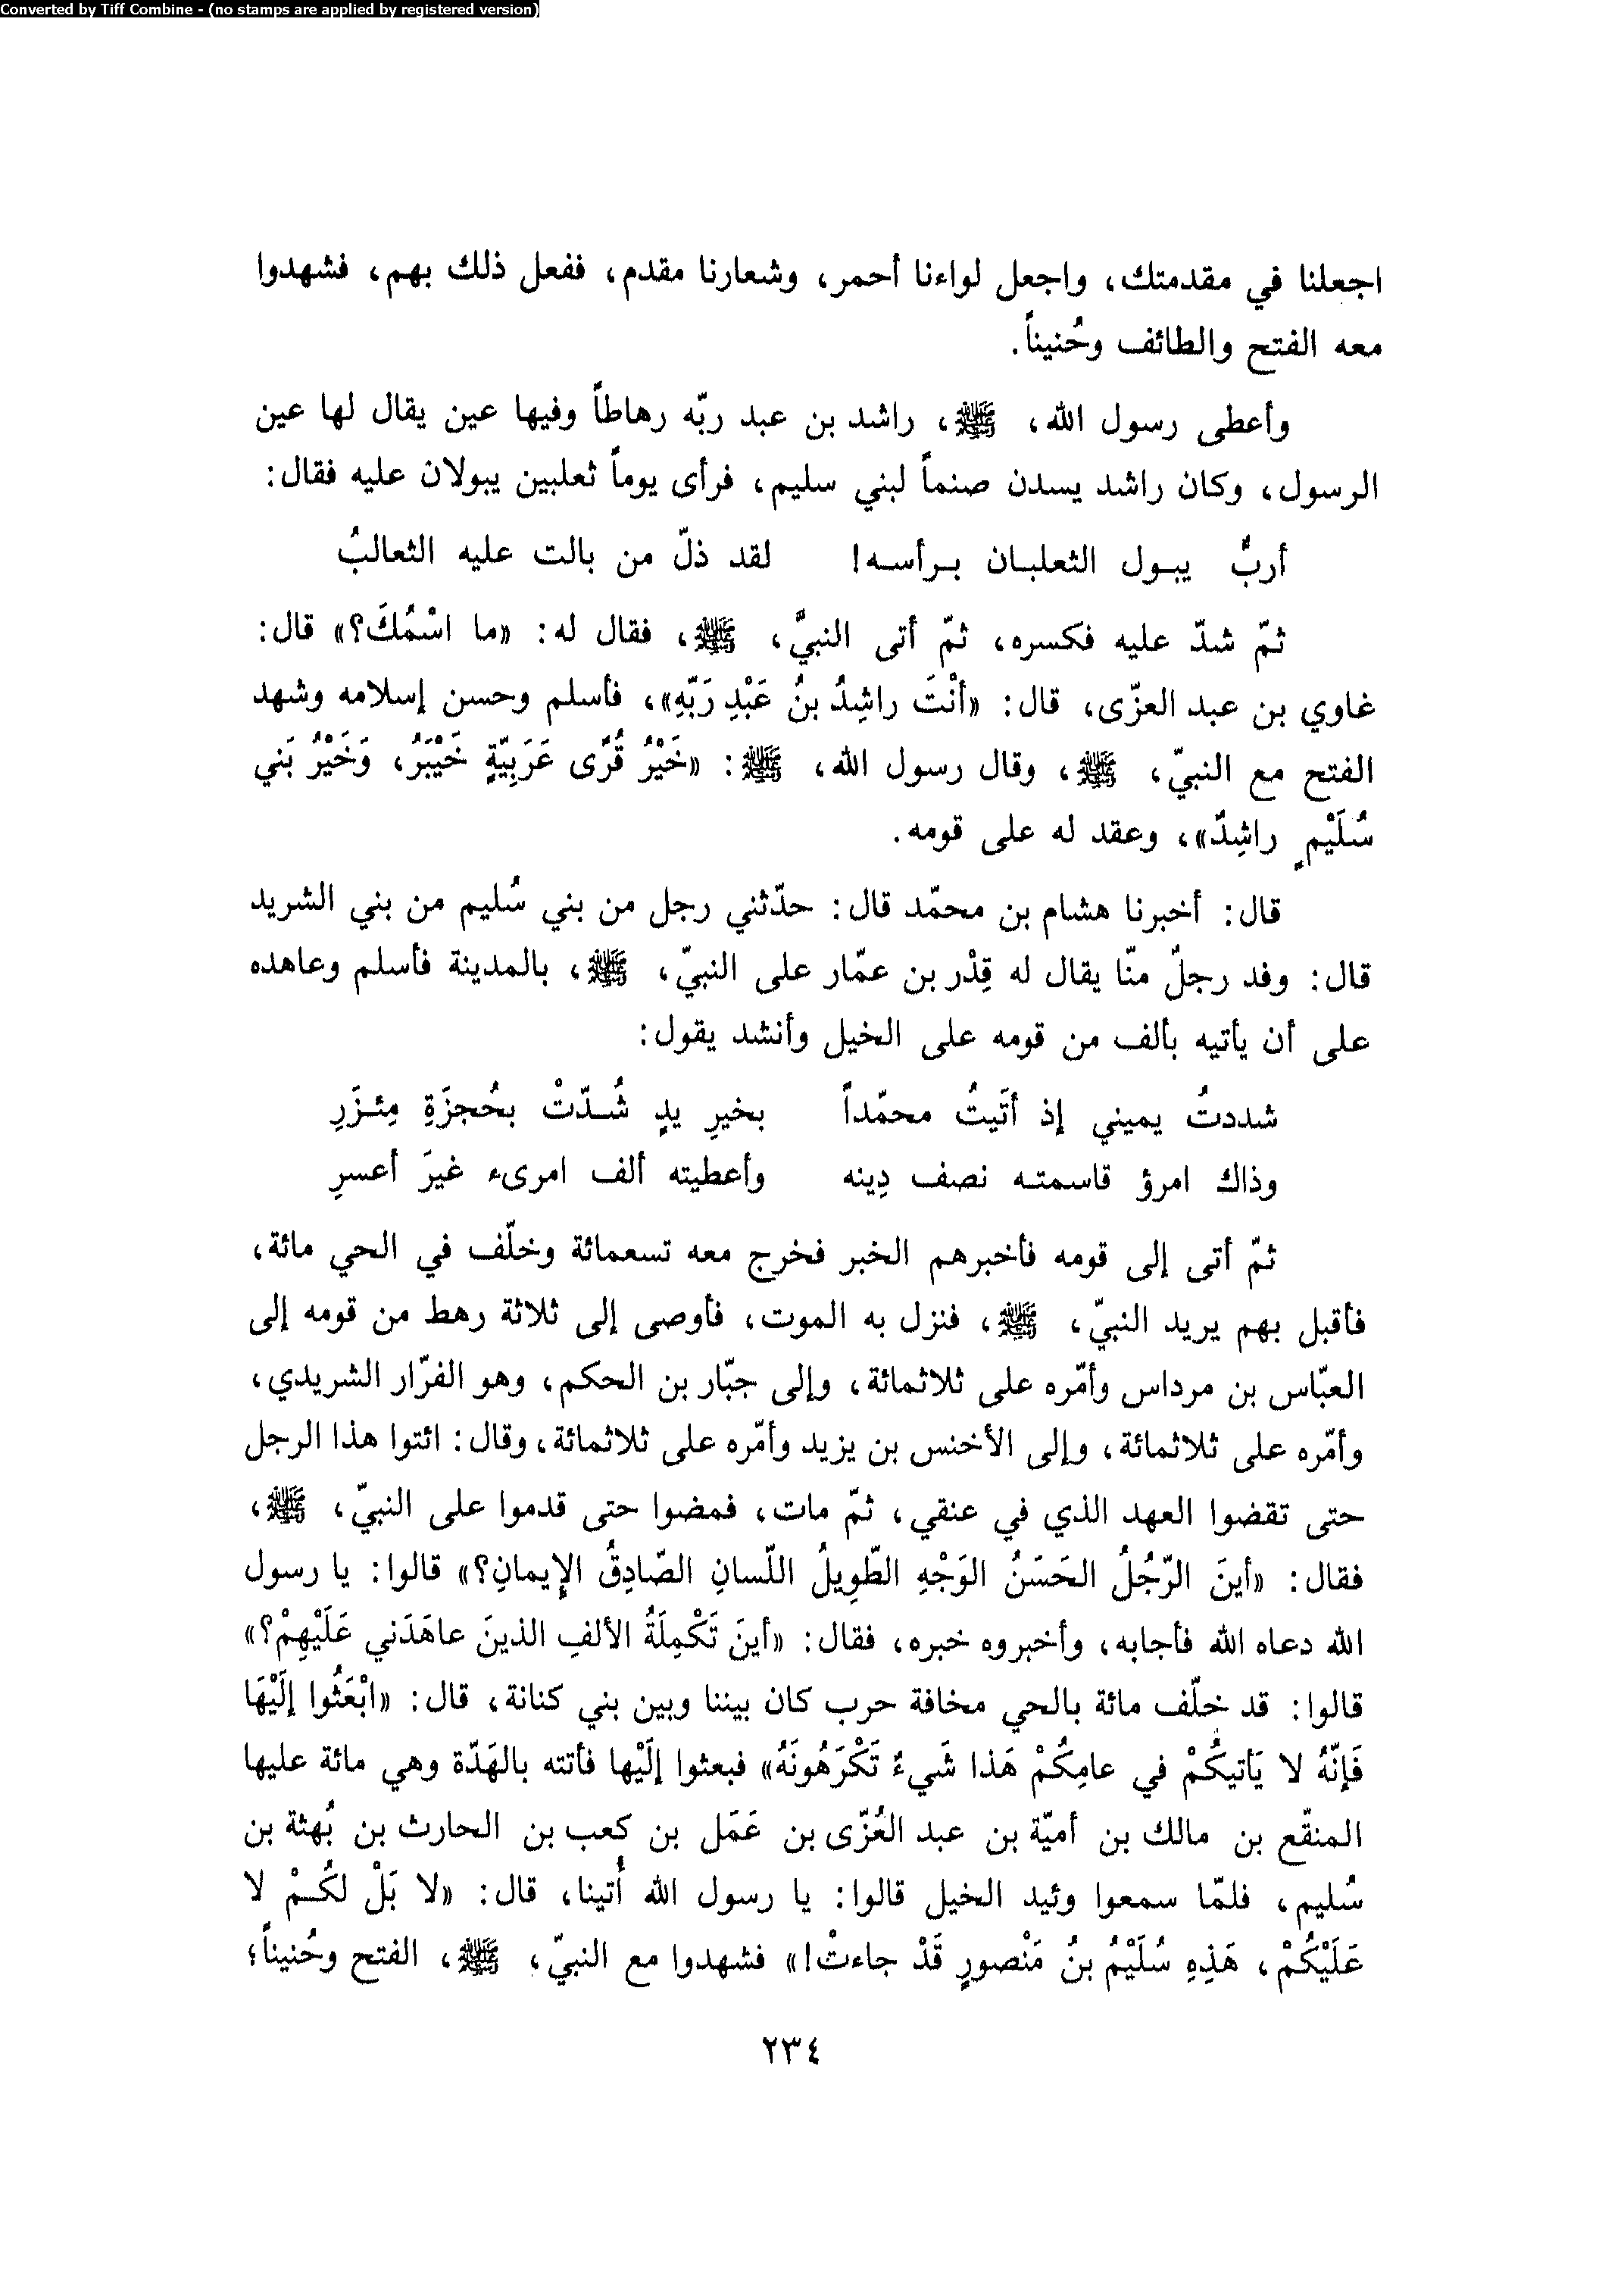 Converted by Tiff Combine - (no stamps are applied by registered version)
اجعلنا في مقدمتك، واجعل لواءنا أحمر، وشعارنا مقدم، ففعل ذلك بهم، فشهدوا
معه الفتح والطائف وحُنيناً.
وأعطى رسول الله، ﷺ، راشد بن عبد ربّه رهاطاً وفيها عين يقال لها عين
الرسول، وكان راشد يسدن صنماً لبني سليم، فرأى يوماً ثعلبين يبولان عليه فقال:
أربٌّ يبـول الثعلبـان بـرأسـه! لقد ذلّ من بالت عليه الثعالبُ
ثمّ شدّ عليه فكسره، ثمّ أتى النبيَّ، ﷺ، فقال له: «ما اسْمُكَ؟» قال:
غاوي بن عبد العزّى، قال: «أنْتَ راشِدُ بنُ عَبْدِ رَبّهِ»، فأسلم وحسن إسلامه وشهد
الفتح مع النبيّ، ﷺ، وقال رسول الله، ﷺ: «خَيْرُ قُرًى عَرَبِيّةٍ خَيْبَرُ، وَخَيْرُ بَني
سُلَيْمٍ راشِدٌ»، وعقد له على قومه.
قال: أخبرنا هشام بن محمّد قال: حدّثني رجل من بني سُليم من بني الشريد
قال: وفد رجلٌ منّا يقال له قِدْر بن عمّار على النبيّ، ﷺ، بالمدينة فأسلم وعاهده
على أن يأتيه بألف من قومه على الخيل وأنشد يقول:
شددتُ يميني إذ أتَيتُ محمّداً بخيرِ يدٍ شُـدّتْ بحُجزَةِ مِئـزَرِ
وذاك امرؤ قاسمتـه نصف دِينه وأعطيته ألف امرىء غيرَ أعسرِ
ثمّ أتى إلى قومه فأخبرهم الخبر فخرج معه تسعمائة وخلّف في الحي مائة،
فأقبل بهم يريد النبيّ، ﷺ، فنزل به الموت، فأوصى إلى ثلاثة رهط من قومه إلى
العبّاس بن مرداس وأمّره على ثلاثمائة، وإلى جبّار بن الحكم، وهو الفرّار الشريدي،
وأمّره على ثلاثمائة، وإلى الأخنس بن يزيد وأمّره على ثلاثمائة، وقال: ائتوا هذا الرجل
حتى تقضوا العهد الذي في عنقي، ثمّ مات، فمضوا حتى قدموا على النبيّ، ﷺ،
فقال: «أينَ الرّجُلُ الحَسَنُ الوَجْهِ الطّوِيلُ اللّسانِ الصّادِقُ الإِيمانِ؟» قالوا: يا رسول
الله دعاه الله فأجابه، وأخبروه خبره، فقال: «أينَ تَكْمِلَةُ الألفِ الذينَ عاهَدَني عَلَيْهِمْ؟»
قالوا: قد خلّف مائة بالحي مخافة حرب كان بيننا وبين بني كنانة، قال: «ابْعَثُوا إلَيْهَا
فَإنّهُ لا يَأتيكُمْ في عامِكُمْ هَذا شَيءٌ تَكْرَهُونَهُ» فبعثوا إلَيْها فأتته بالهَدّة وهي مائة عليها
المنقّع بن مالك بن أميّة بن عبد العُزّى بن عَمَل بن كعب بن الحارث بن بُهثة بن
سُليم، فلمّا سمعوا وئيد الخيل قالوا: يا رسول الله أُتينا، قال: «لا بَلْ لكُـمْ لا
عَلَيْكُمْ، هَذِهِ سُلَيْمُ بنُ مَنْصورٍ قَدْ جاءتْ!» فشهدوا مع النبيّ، ﷺ، الفتح وحُنيناً؛
٢٣٤